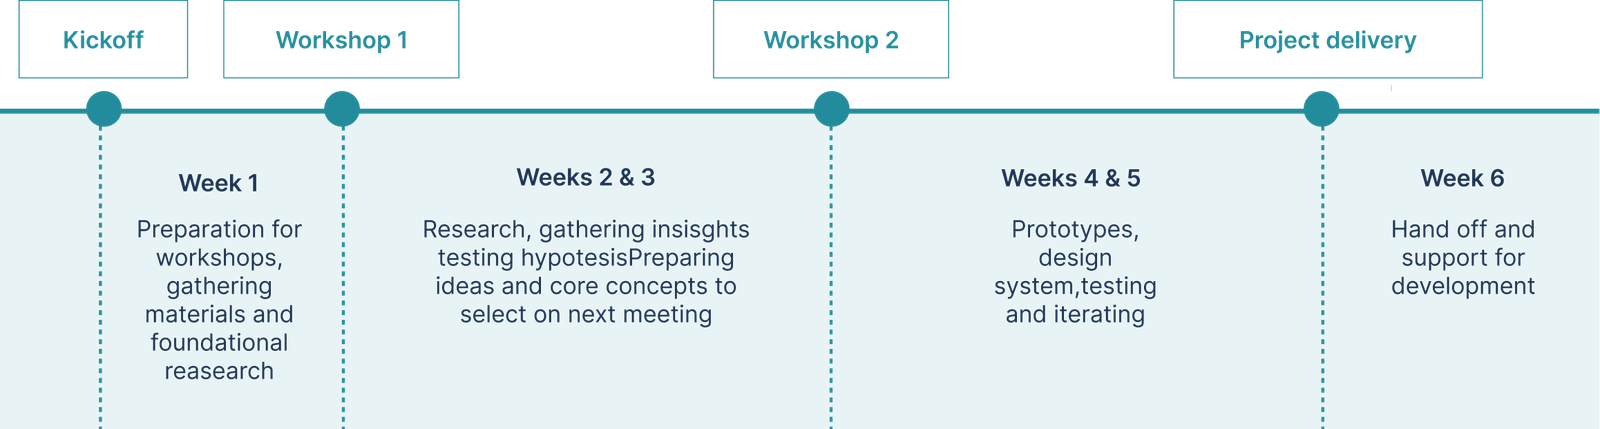 Kickoff
Workshop 1
Workshop 2
Project delivery
Week 1
Preparation for
workshops,
gathering
materials and
foundational
reasearch
Weeks 2 & 3
Research, gathering insisghts
testing hypotesisPreparing
ideas and core concepts to
select on next meeting
Weeks 4 & 5
Prototypes,
design
system,testing
and iterating
Week 6
Hand off and
support for
development